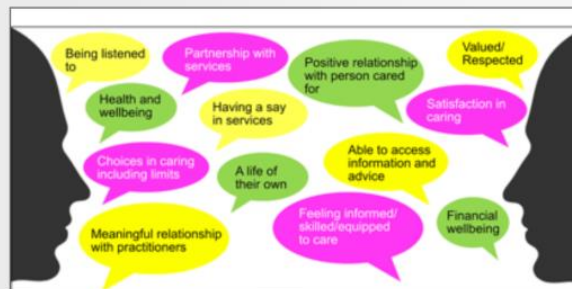 Being listened
to
Partnership with
services
Positive relationship
with person cared
for
Valued/
Respected
Health and
wellbeing
Having a say
in services
Satisfaction in
caring
Choices in caring
including limits
A life of
their own
Able to access
information and
advice
Meaningful relationship
with practitioners
Feeling informed/
skilled/equipped
to care
Financial
wellbeing